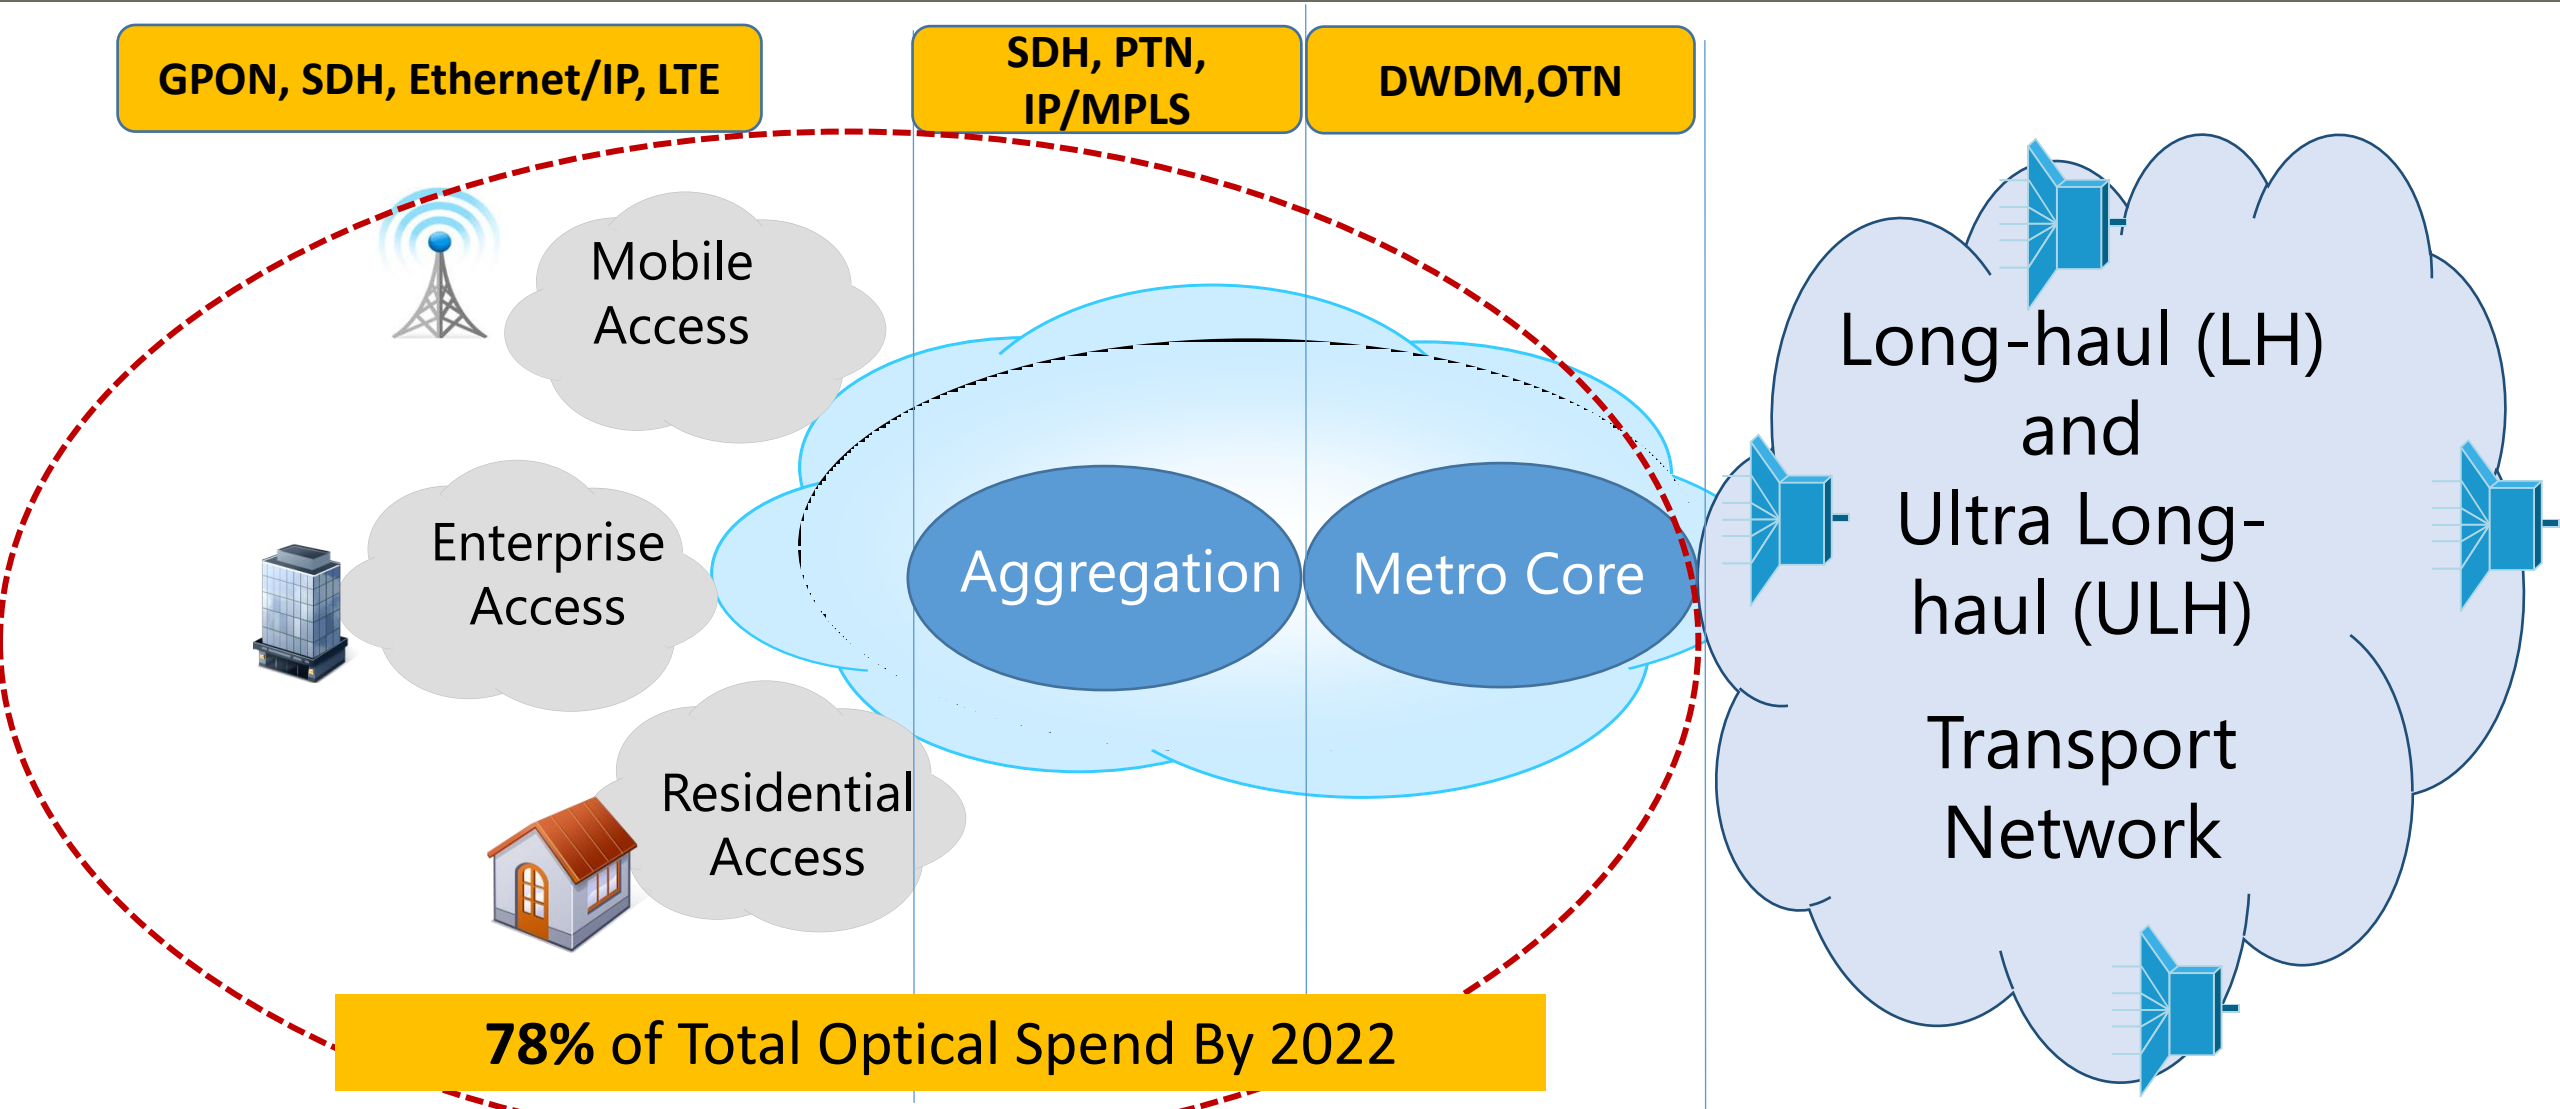 GPON, SDH, Ethernet/IP, LTE
SDH, PTN,
IP/MPLS
DWDM,OTN
Mobile
Access
Enterprise
Access
Residential
Access
Aggregation
Metro Core
Long-haul (LH)
and
Ultra Long-
haul (ULH)
Transport
Network
78% of Total Optical Spend By 2022